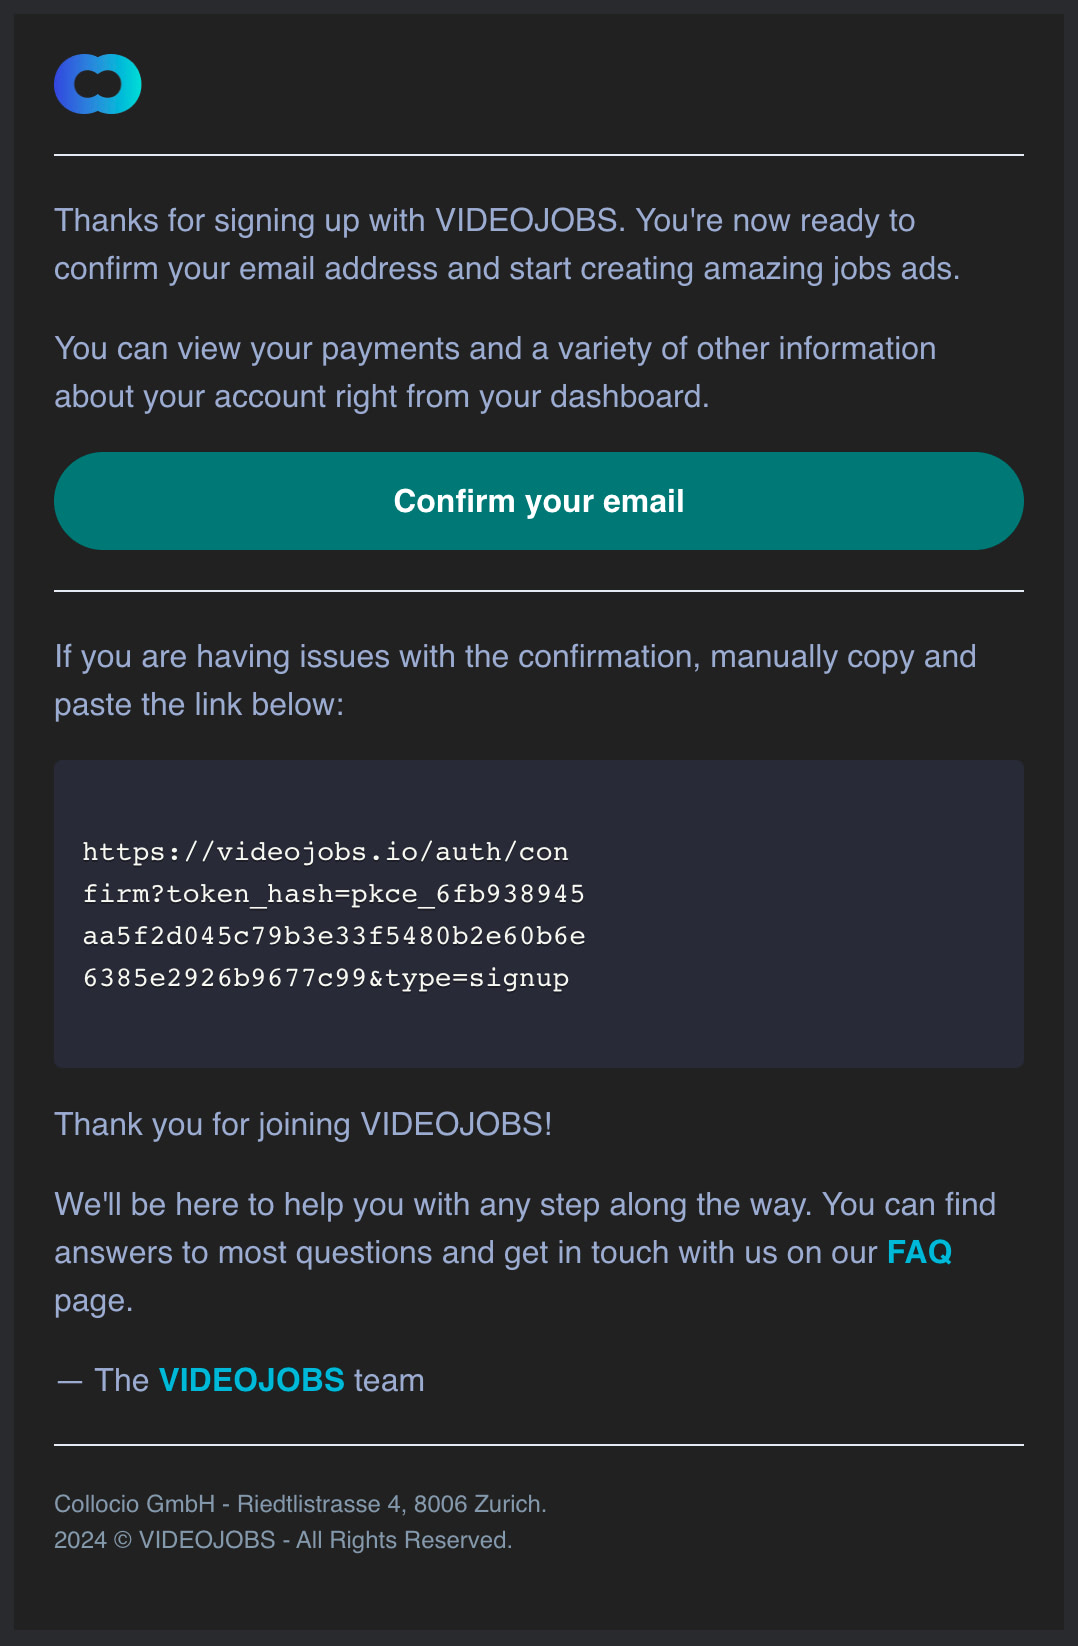 Thanks for signing up with VIDEOJOBS. You're now ready to
confirm your email address and start creating amazing jobs ads.
You can view your payments and a variety of other information
about your account right from your dashboard.
Confirm your email
If you are having issues with the confirmation, manually copy and
paste the link below:
https://videojobs.io/auth/con
firm?token_hash=pkce_6fb938945
aa5f2d045c79b3e33f5480b2e60b6e
6385e2926b9677c99&type=signup
Thank you for joining VIDEOJOBS!
We'll be here to help you with any step along the way. You can find
answers to most questions and get in touch with us on our FAQ
page.
— The VIDEOJOBS team
Collocio GmbH - Riedtlistrasse 4, 8006 Zurich.
2024 © VIDEOJOBS - All Rights Reserved.